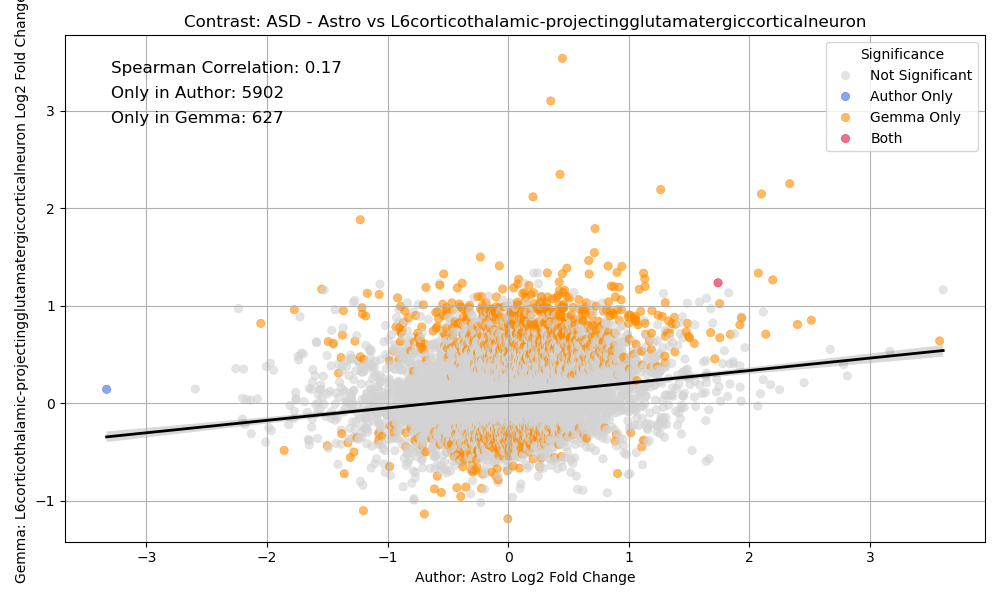 Contrast: ASD - Astro vs L6corticothalamic-projectingglutamatergiccorticalneuron
Spearman Correlation: 0.17
Only in Author: 5902
Only in Gemma: 627
Significance
Not Significant
Author Only
Gemma Only
Both
Gemma: L6corticothalamic-projectingglutamatergiccorticalneuron Log2 Fold Change
3
2
1
0
−1
−3 −2 −1 0 1 2 3
Author: Astro Log2 Fold Change